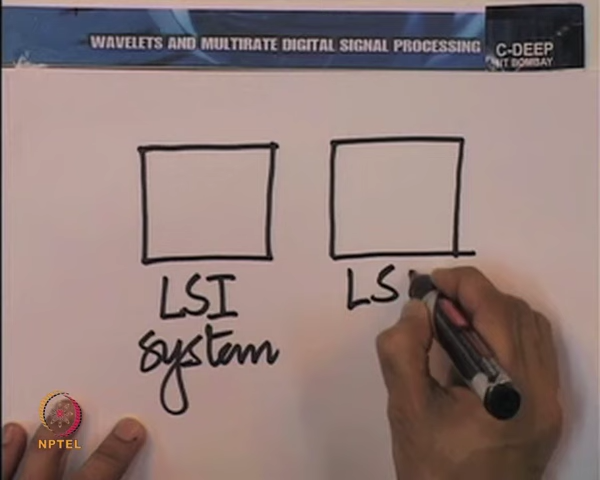 WAVELETS AND MULTIRATE DIGITAL SIGNAL PROCESSING
C-DEEP
IIT BOMBAY
LSI
system
LS
NPTEL